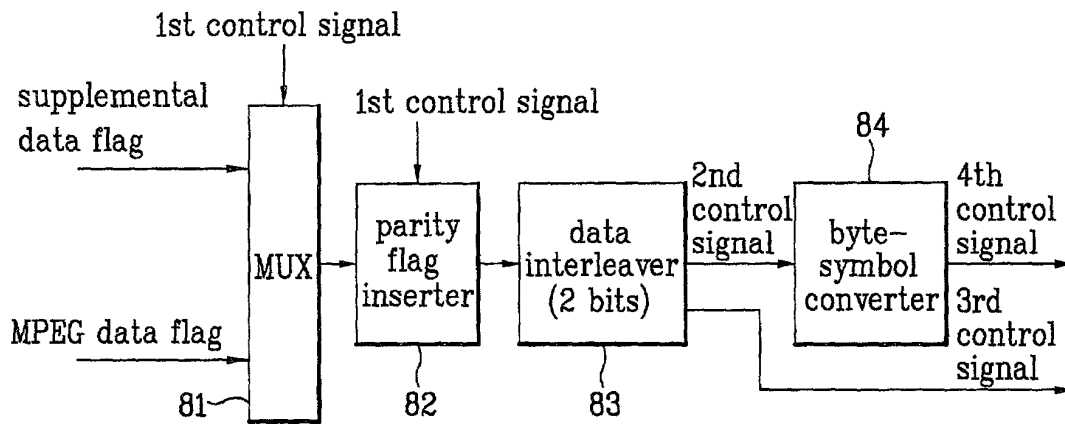 1st control signal
supplemental
data flag
1st control signal
84
2nd
control
signal
4th
control
signal
MUX
parity
flag
inserter
data
interleaver
(2 bits)
byte-
symbol
converter
MPEG data flag
3rd
control
signal
81
82
83